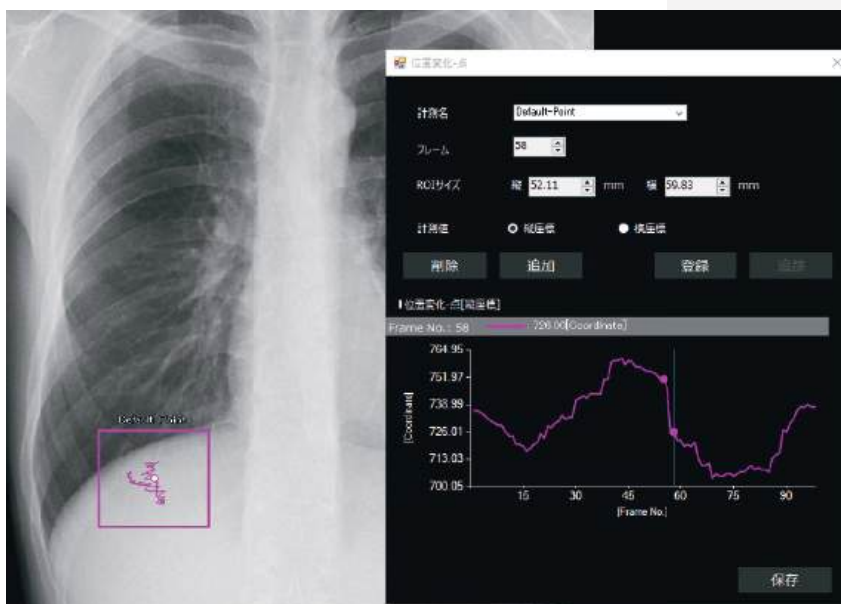 位置変化-点
計測名 Default-Point
フレーム 58
ROIサイズ 縦 52.11 mm 横 59.83 mm
計測値 縦座標 横座標
削除 追加 登録 追跡
位置変化-点[縦座標]
Frame No.: 58 726.00[Coordinate]
764.95
751.97
738.99
726.01
713.03
700.05
[Coordinate]
15 30 45 60 75 90
[Frame No.]
Default-Point
保存